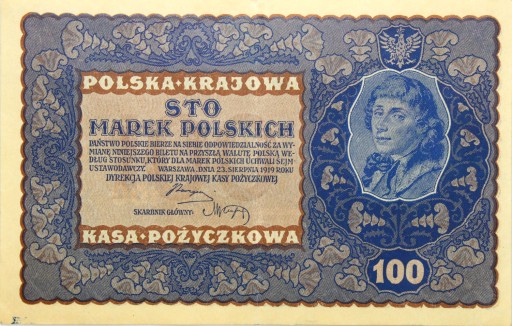 POLSKA • KRAJOWA
STO
MAREK POLSKICH
PAŃSTWO POLSKIE BIERZE NA SIEBIE ODPOWIEDZIALNOŚĆ ZA WY-
MIANĘ NINIEJSZEGO BILETU NA PRZYSZŁĄ WALUTĘ POLSKĄ WE-
DŁUG STOSUNKU, KTÓRY DLA MAREK POLSKICH UCHWALI SEJM
USTAWODAWCZY. WARSZAWA, DNIA 23. SIERPNIA 1919 ROKU
DYREKCJA POLSKIEJ KRAJOWEJ KASY POŻYCZKOWEJ
SKARBNIK GŁÓWNY:
KASA • POŻYCZKOWA
100